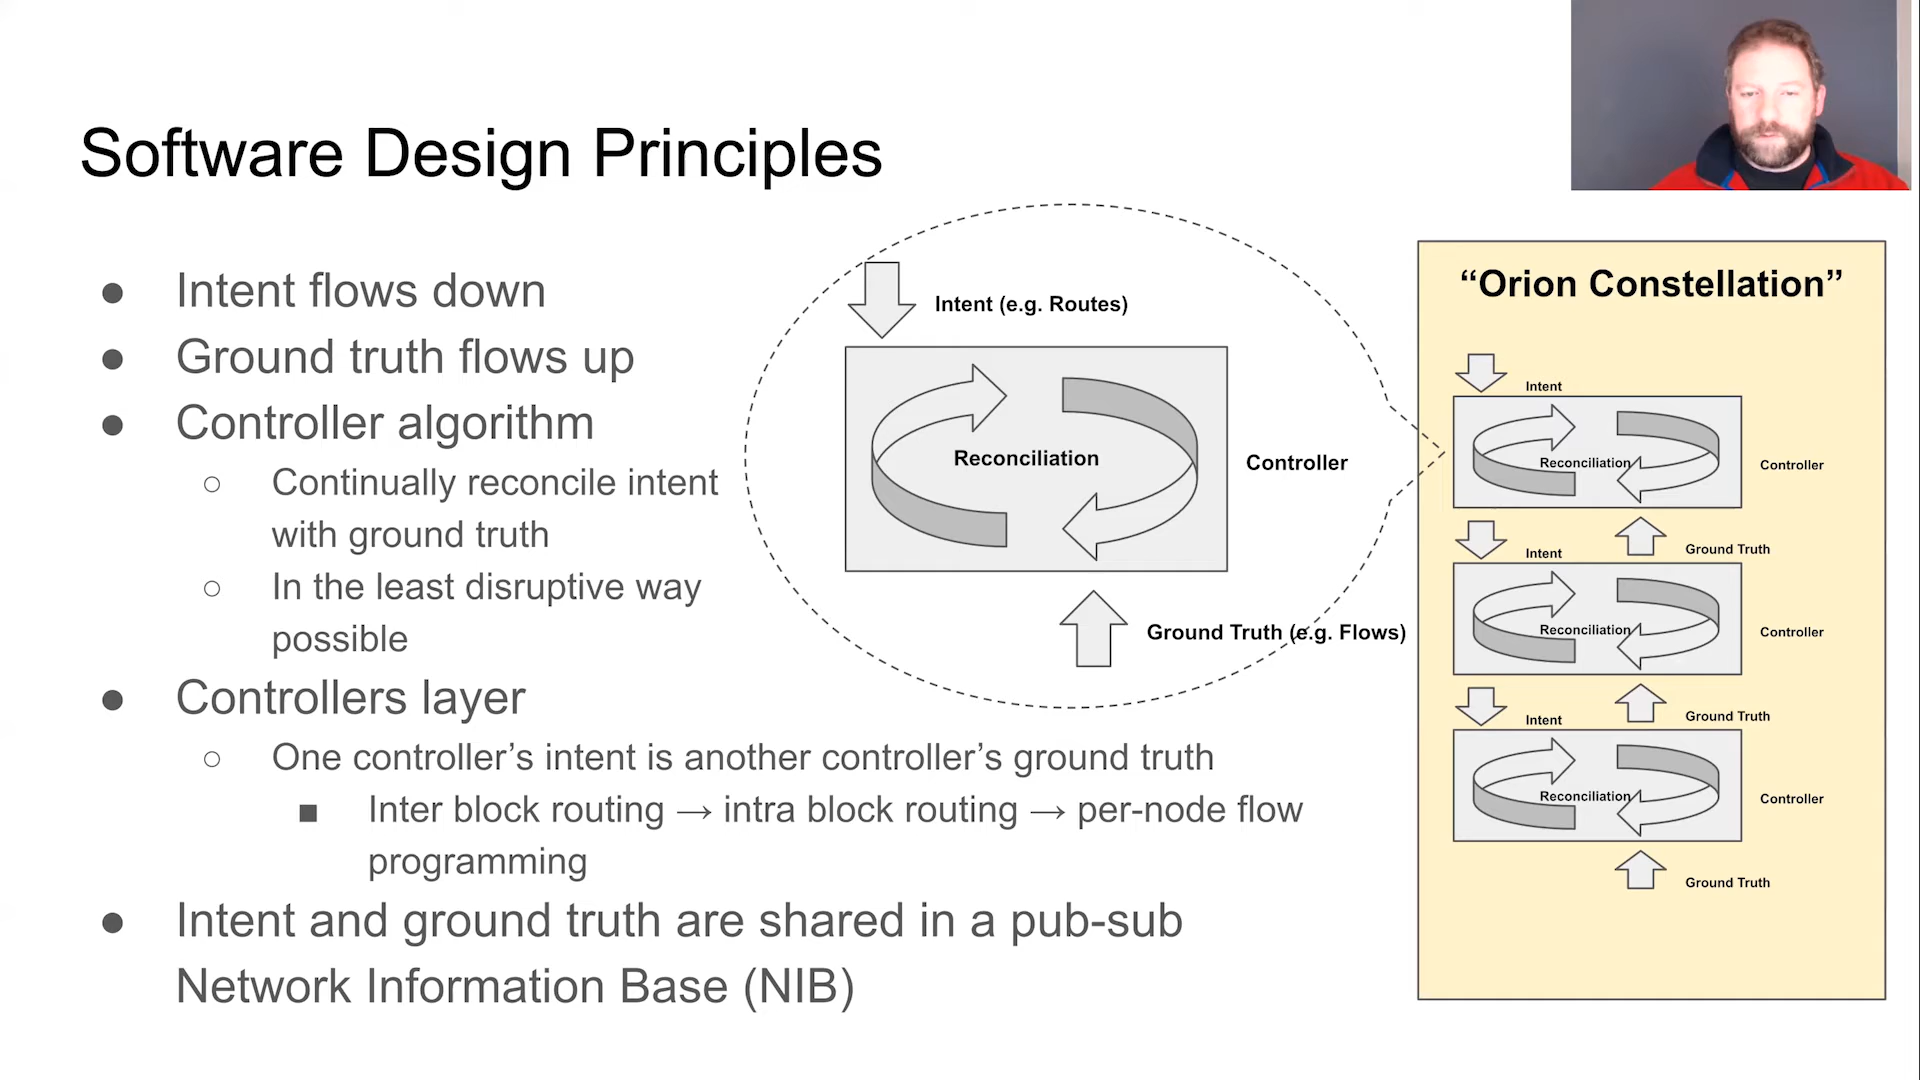 Software Design Principles
● Intent flows down
● Ground truth flows up
● Controller algorithm
○ Continually reconcile intent
with ground truth
○ In the least disruptive way
possible
● Controllers layer
○ One controller’s intent is another controller’s ground truth
■ Inter block routing → intra block routing → per-node flow
programming
● Intent and ground truth are shared in a pub-sub
Network Information Base (NIB)
Intent (e.g. Routes)
Reconciliation
Controller
Ground Truth (e.g. Flows)
“Orion Constellation”
Intent
Reconciliation
Controller
Intent
Ground Truth
Reconciliation
Controller
Intent
Ground Truth
Reconciliation
Controller
Ground Truth